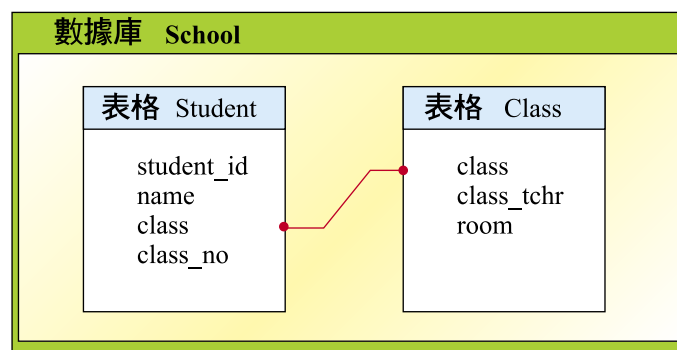 數據庫 School
表格 Student
student_id
name
class
class_no
表格 Class
class
class_tchr
room